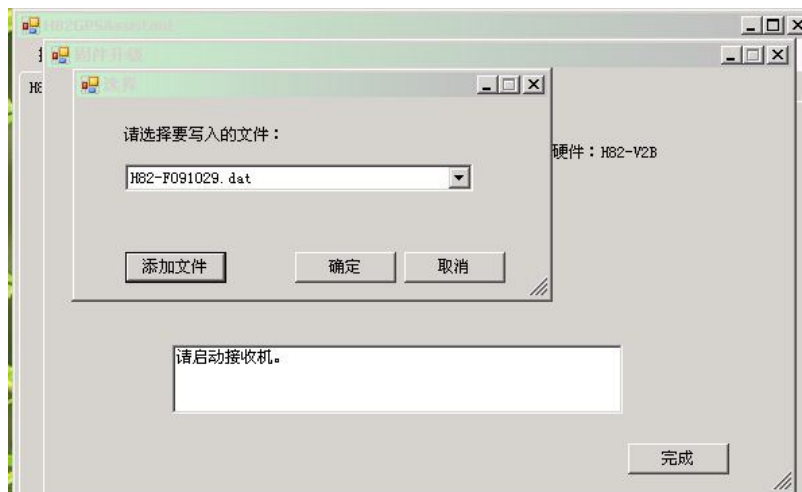 H82GPSAssistant
固件升级
选择
H8
请选择要写入的文件：
硬件：H82-V2B
H82-F091029.dat
添加文件
确定
取消
请启动接收机。
完成